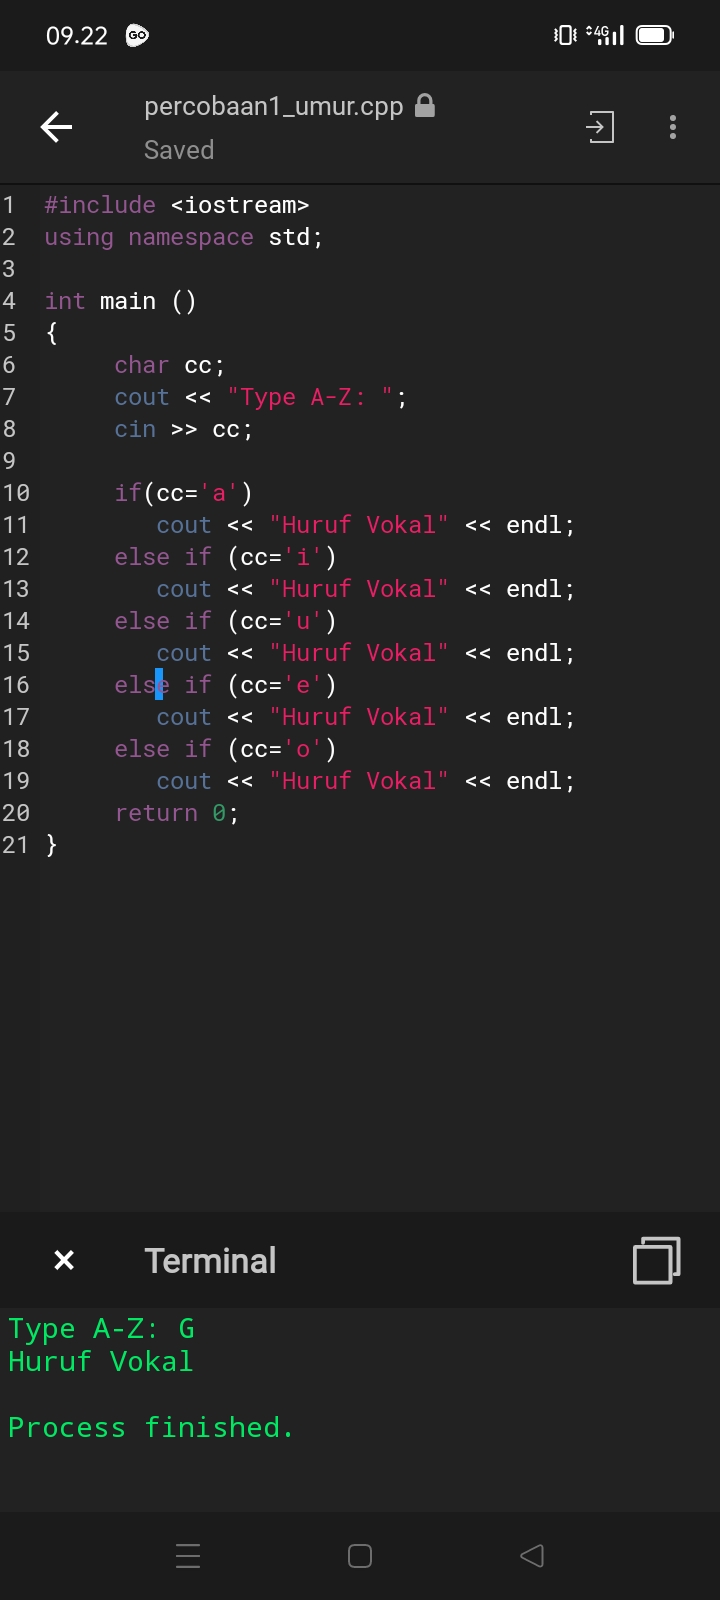 09.22 GO 4G
percobaan1_umur.cpp
Saved
1 #include <iostream>
2 using namespace std;
3
4 int main ()
5 {
6 char cc;
7 cout << "Type A-Z: ";
8 cin >> cc;
9
10 if(cc='a')
11 cout << "Huruf Vokal" << endl;
12 else if (cc='i')
13 cout << "Huruf Vokal" << endl;
14 else if (cc='u')
15 cout << "Huruf Vokal" << endl;
16 else if (cc='e')
17 cout << "Huruf Vokal" << endl;
18 else if (cc='o')
19 cout << "Huruf Vokal" << endl;
20 return 0;
21 }
Terminal
Type A-Z: G
Huruf Vokal
Process finished.